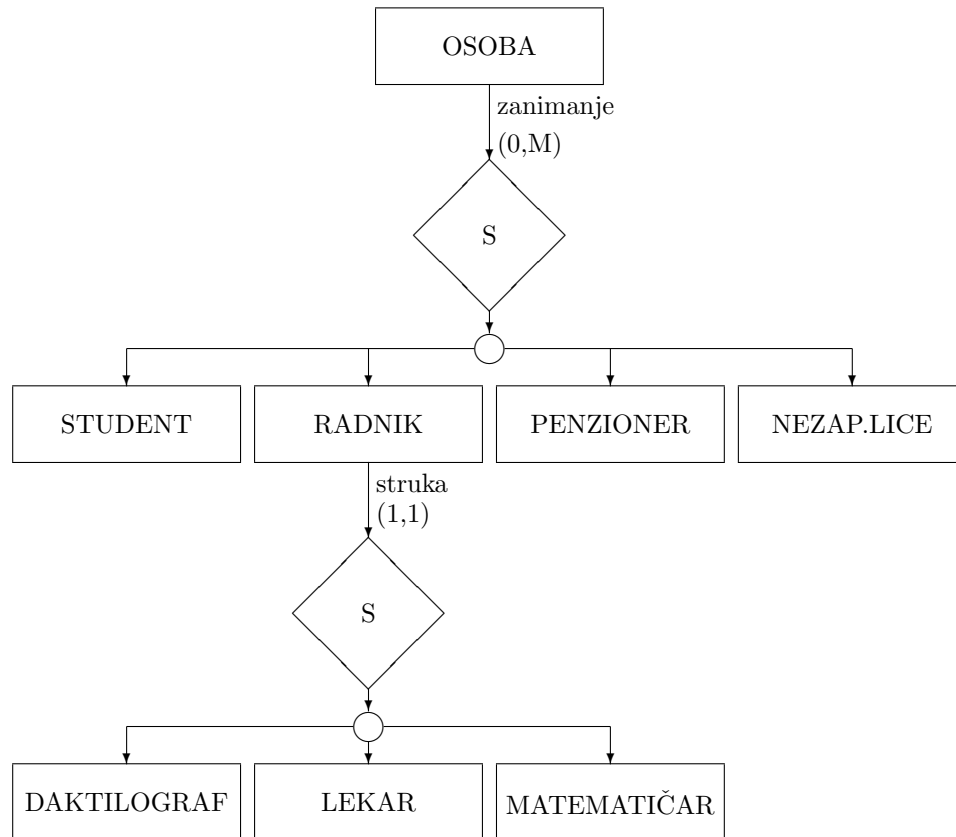 OSOBA
zanimanje
(0,M)
S
STUDENT
RADNIK
PENZIONER
NEZAP.LICE
struka
(1,1)
S
DAKTILOGRAF
LEKAR
MATEMATIČAR